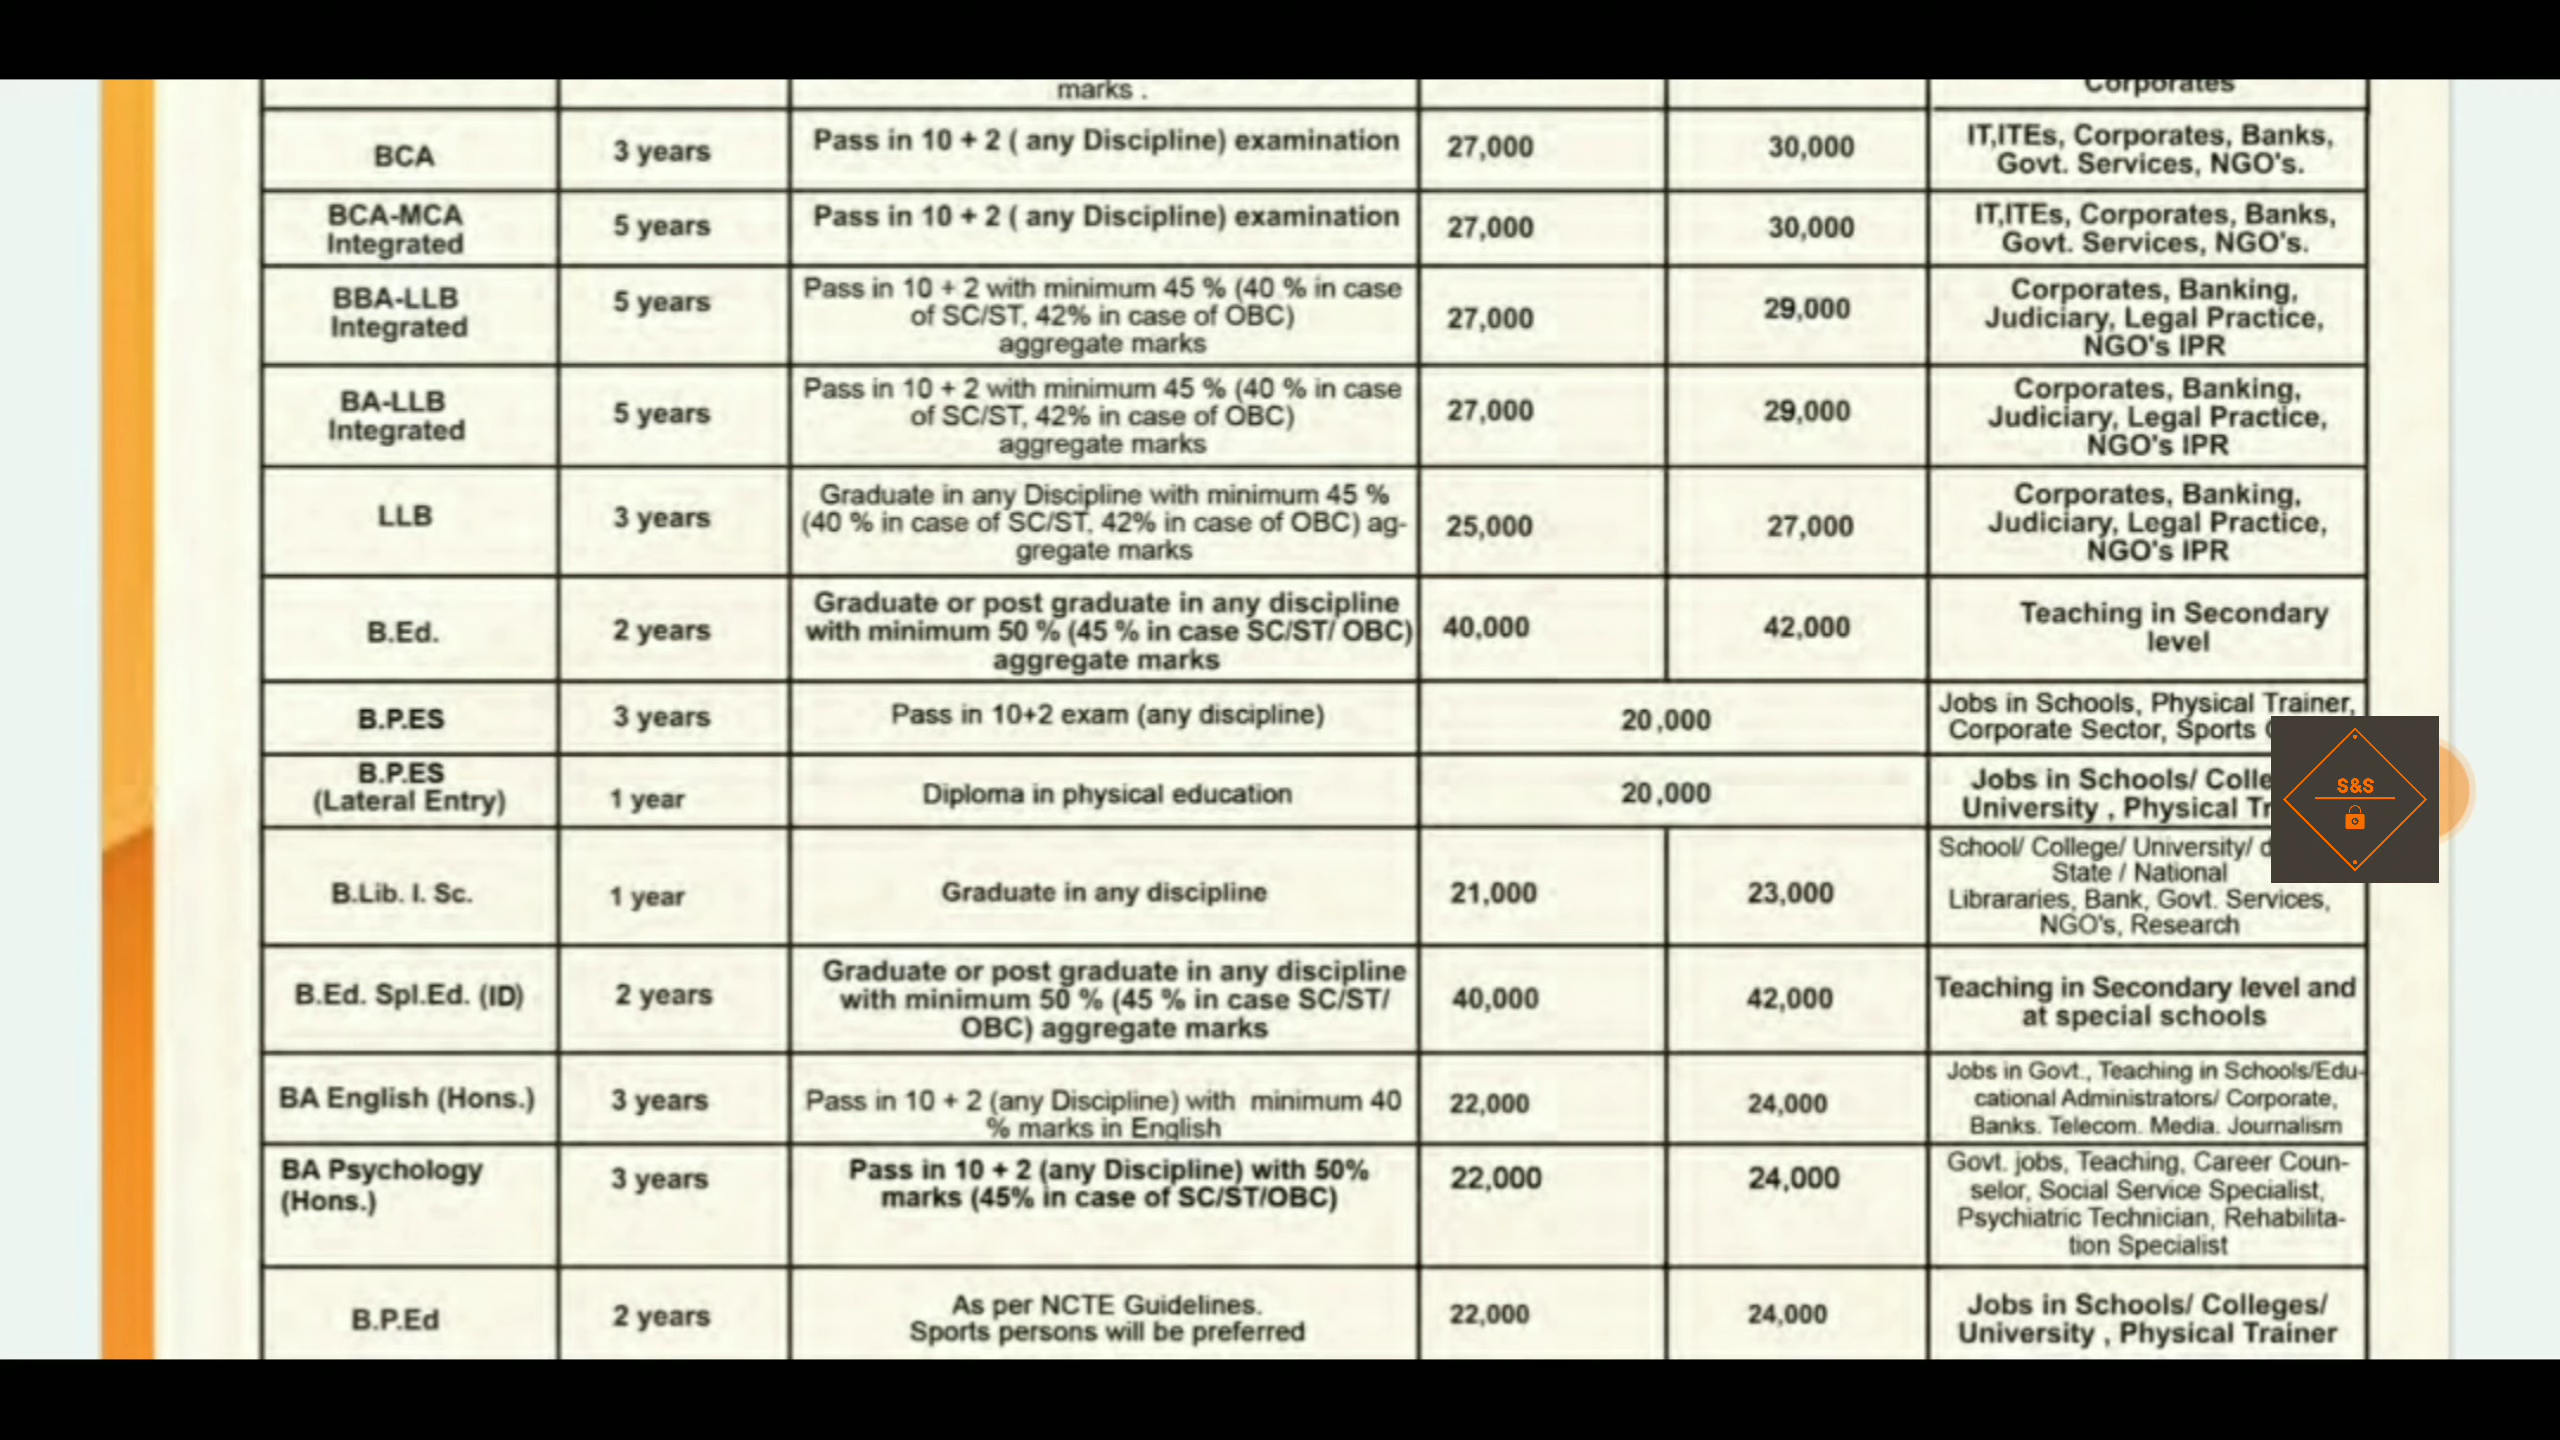 marks .
Corporates
BCA
3 years
Pass in 10 + 2 ( any Discipline) examination
27,000
30,000
IT,ITEs, Corporates, Banks,
Govt. Services, NGO's.
BCA-MCA
Integrated
5 years
Pass in 10 + 2 ( any Discipline) examination
27,000
30,000
IT,ITEs, Corporates, Banks,
Govt. Services, NGO's.
BBA-LLB
Integrated
5 years
Pass in 10 + 2 with minimum 45 % (40 % in case
of SC/ST, 42% in case of OBC)
aggregate marks
27,000
29,000
Corporates, Banking,
Judiciary, Legal Practice,
NGO's IPR
BA-LLB
Integrated
5 years
Pass in 10 + 2 with minimum 45 % (40 % in case
of SC/ST, 42% in case of OBC)
aggregate marks
27,000
29,000
Corporates, Banking,
Judiciary, Legal Practice,
NGO's IPR
LLB
3 years
Graduate in any Discipline with minimum 45 %
(40 % in case of SC/ST, 42% in case of OBC) ag-
gregate marks
25,000
27,000
Corporates, Banking,
Judiciary, Legal Practice,
NGO's IPR
B.Ed.
2 years
Graduate or post graduate in any discipline
with minimum 50 % (45 % in case SC/ST/ OBC)
aggregate marks
40,000
42,000
Teaching in Secondary
level
B.P.ES
3 years
Pass in 10+2 exam (any discipline)
20,000
Jobs in Schools, Physical Trainer,
Corporate Sector, Sports
B.P.ES
(Lateral Entry)
1 year
Diploma in physical education
20,000
Jobs in Schools/
University , Physical
B.Lib. I. Sc.
1 year
Graduate in any discipline
21,000
23,000
School/ College/ University/
State / National
Librararies, Bank, Govt. Services,
NGO's, Research
S&S
B.Ed. Spl.Ed. (ID)
2 years
Graduate or post graduate in any discipline
with minimum 50 % (45 % in case SC/ST/
OBC) aggregate marks
40,000
42,000
Teaching in Secondary level and
at special schools
BA English (Hons.)
3 years
Pass in 10 + 2 (any Discipline) with minimum 40
% marks in English
22,000
24,000
Jobs in Govt., Teaching in Schools/Edu-
cational Administrators/ Corporate,
Banks. Telecom. Media. Journalism
BA Psychology
(Hons.)
3 years
Pass in 10 + 2 (any Discipline) with 50%
marks (45% in case of SC/ST/OBC)
22,000
24,000
Govt. jobs, Teaching, Career Coun-
selor, Social Service Specialist,
Psychiatric Technician, Rehabilita-
tion Specialist
B.P.Ed
2 years
As per NCTE Guidelines.
Sports persons will be preferred
22,000
24,000
Jobs in Schools/ Colleges/
University , Physical Trainer